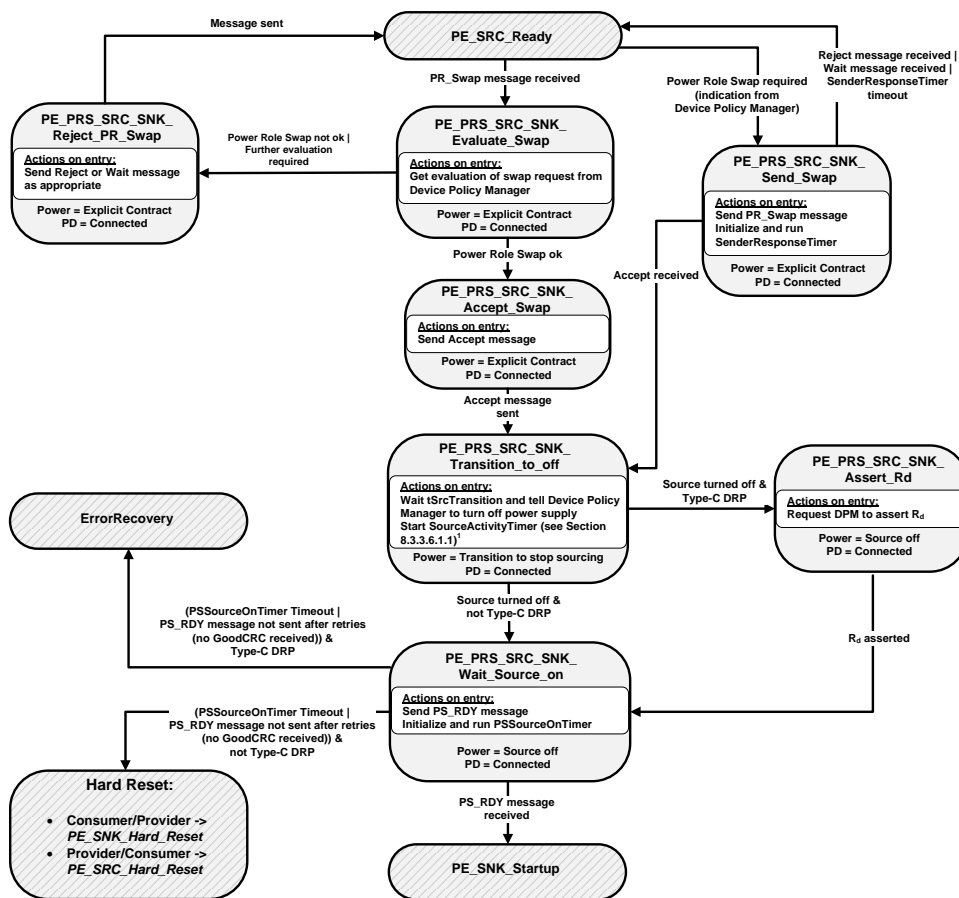 Message sent
PE_SRC_Ready
PR_Swap message received
Power Role Swap required
(indication from
Device Policy Manager)
Reject message received |
Wait message received |
SenderResponseTimer
timeout
PE_PRS_SRC_SNK_
Reject_PR_Swap
Actions on entry:
Send Reject or Wait message
as appropriate
Power = Explicit Contract
PD = Connected
Power Role Swap not ok |
Further evaluation
required
PE_PRS_SRC_SNK_
Evaluate_Swap
Actions on entry:
Get evaluation of swap request from
Device Policy Manager
Power = Explicit Contract
PD = Connected
PE_PRS_SRC_SNK_
Send_Swap
Actions on entry:
Send PR_Swap message
Initialize and run
SenderResponseTimer
Power = Explicit Contract
PD = Connected
Power Role Swap ok
Accept received
PE_PRS_SRC_SNK_
Accept_Swap
Actions on entry:
Send Accept message
Power = Explicit Contract
PD = Connected
Accept message
sent
PE_PRS_SRC_SNK_
Transition_to_off
Actions on entry:
Wait tSrcTransition and tell Device Policy
Manager to turn off power supply
Start SourceActivityTimer (see Section
8.3.3.6.1.1)¹
Power = Transition to stop sourcing
PD = Connected
Source turned off &
Type-C DRP
PE_PRS_SRC_SNK_
Assert_Rd
Actions on entry:
Request DPM to assert Rd
Power = Source off
PD = Connected
ErrorRecovery
Source turned off &
not Type-C DRP
(PSSourceOnTimer Timeout |
PS_RDY message not sent after retries
(no GoodCRC received)) &
Type-C DRP
Rd asserted
PE_PRS_SRC_SNK_
Wait_Source_on
Actions on entry:
Send PS_RDY message
Initialize and run PSSourceOnTimer
Power = Source off
PD = Connected
(PSSourceOnTimer Timeout |
PS_RDY message not sent after retries
(no GoodCRC received)) &
not Type-C DRP
Hard Reset:
• Consumer/Provider ->
PE_SNK_Hard_Reset
• Provider/Consumer ->
PE_SRC_Hard_Reset
PS_RDY message
received
PE_SNK_Startup